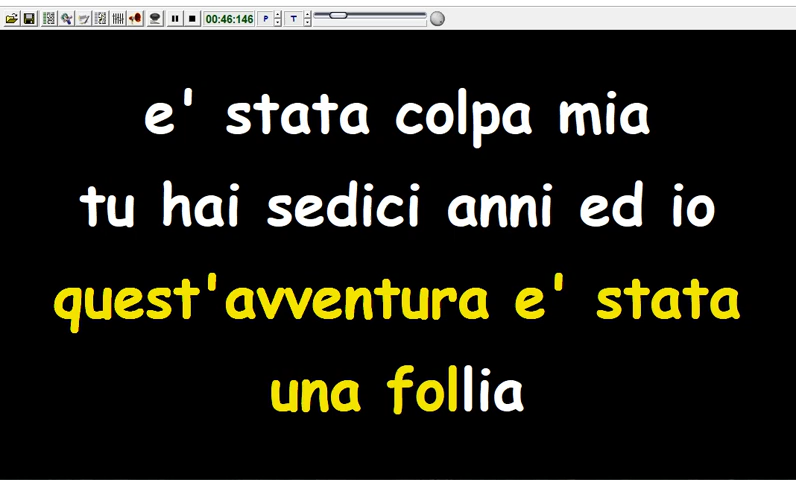 00:46:146
P
T
e' stata colpa mia
tu hai sedici anni ed io
quest'avventura e' stata
una follia